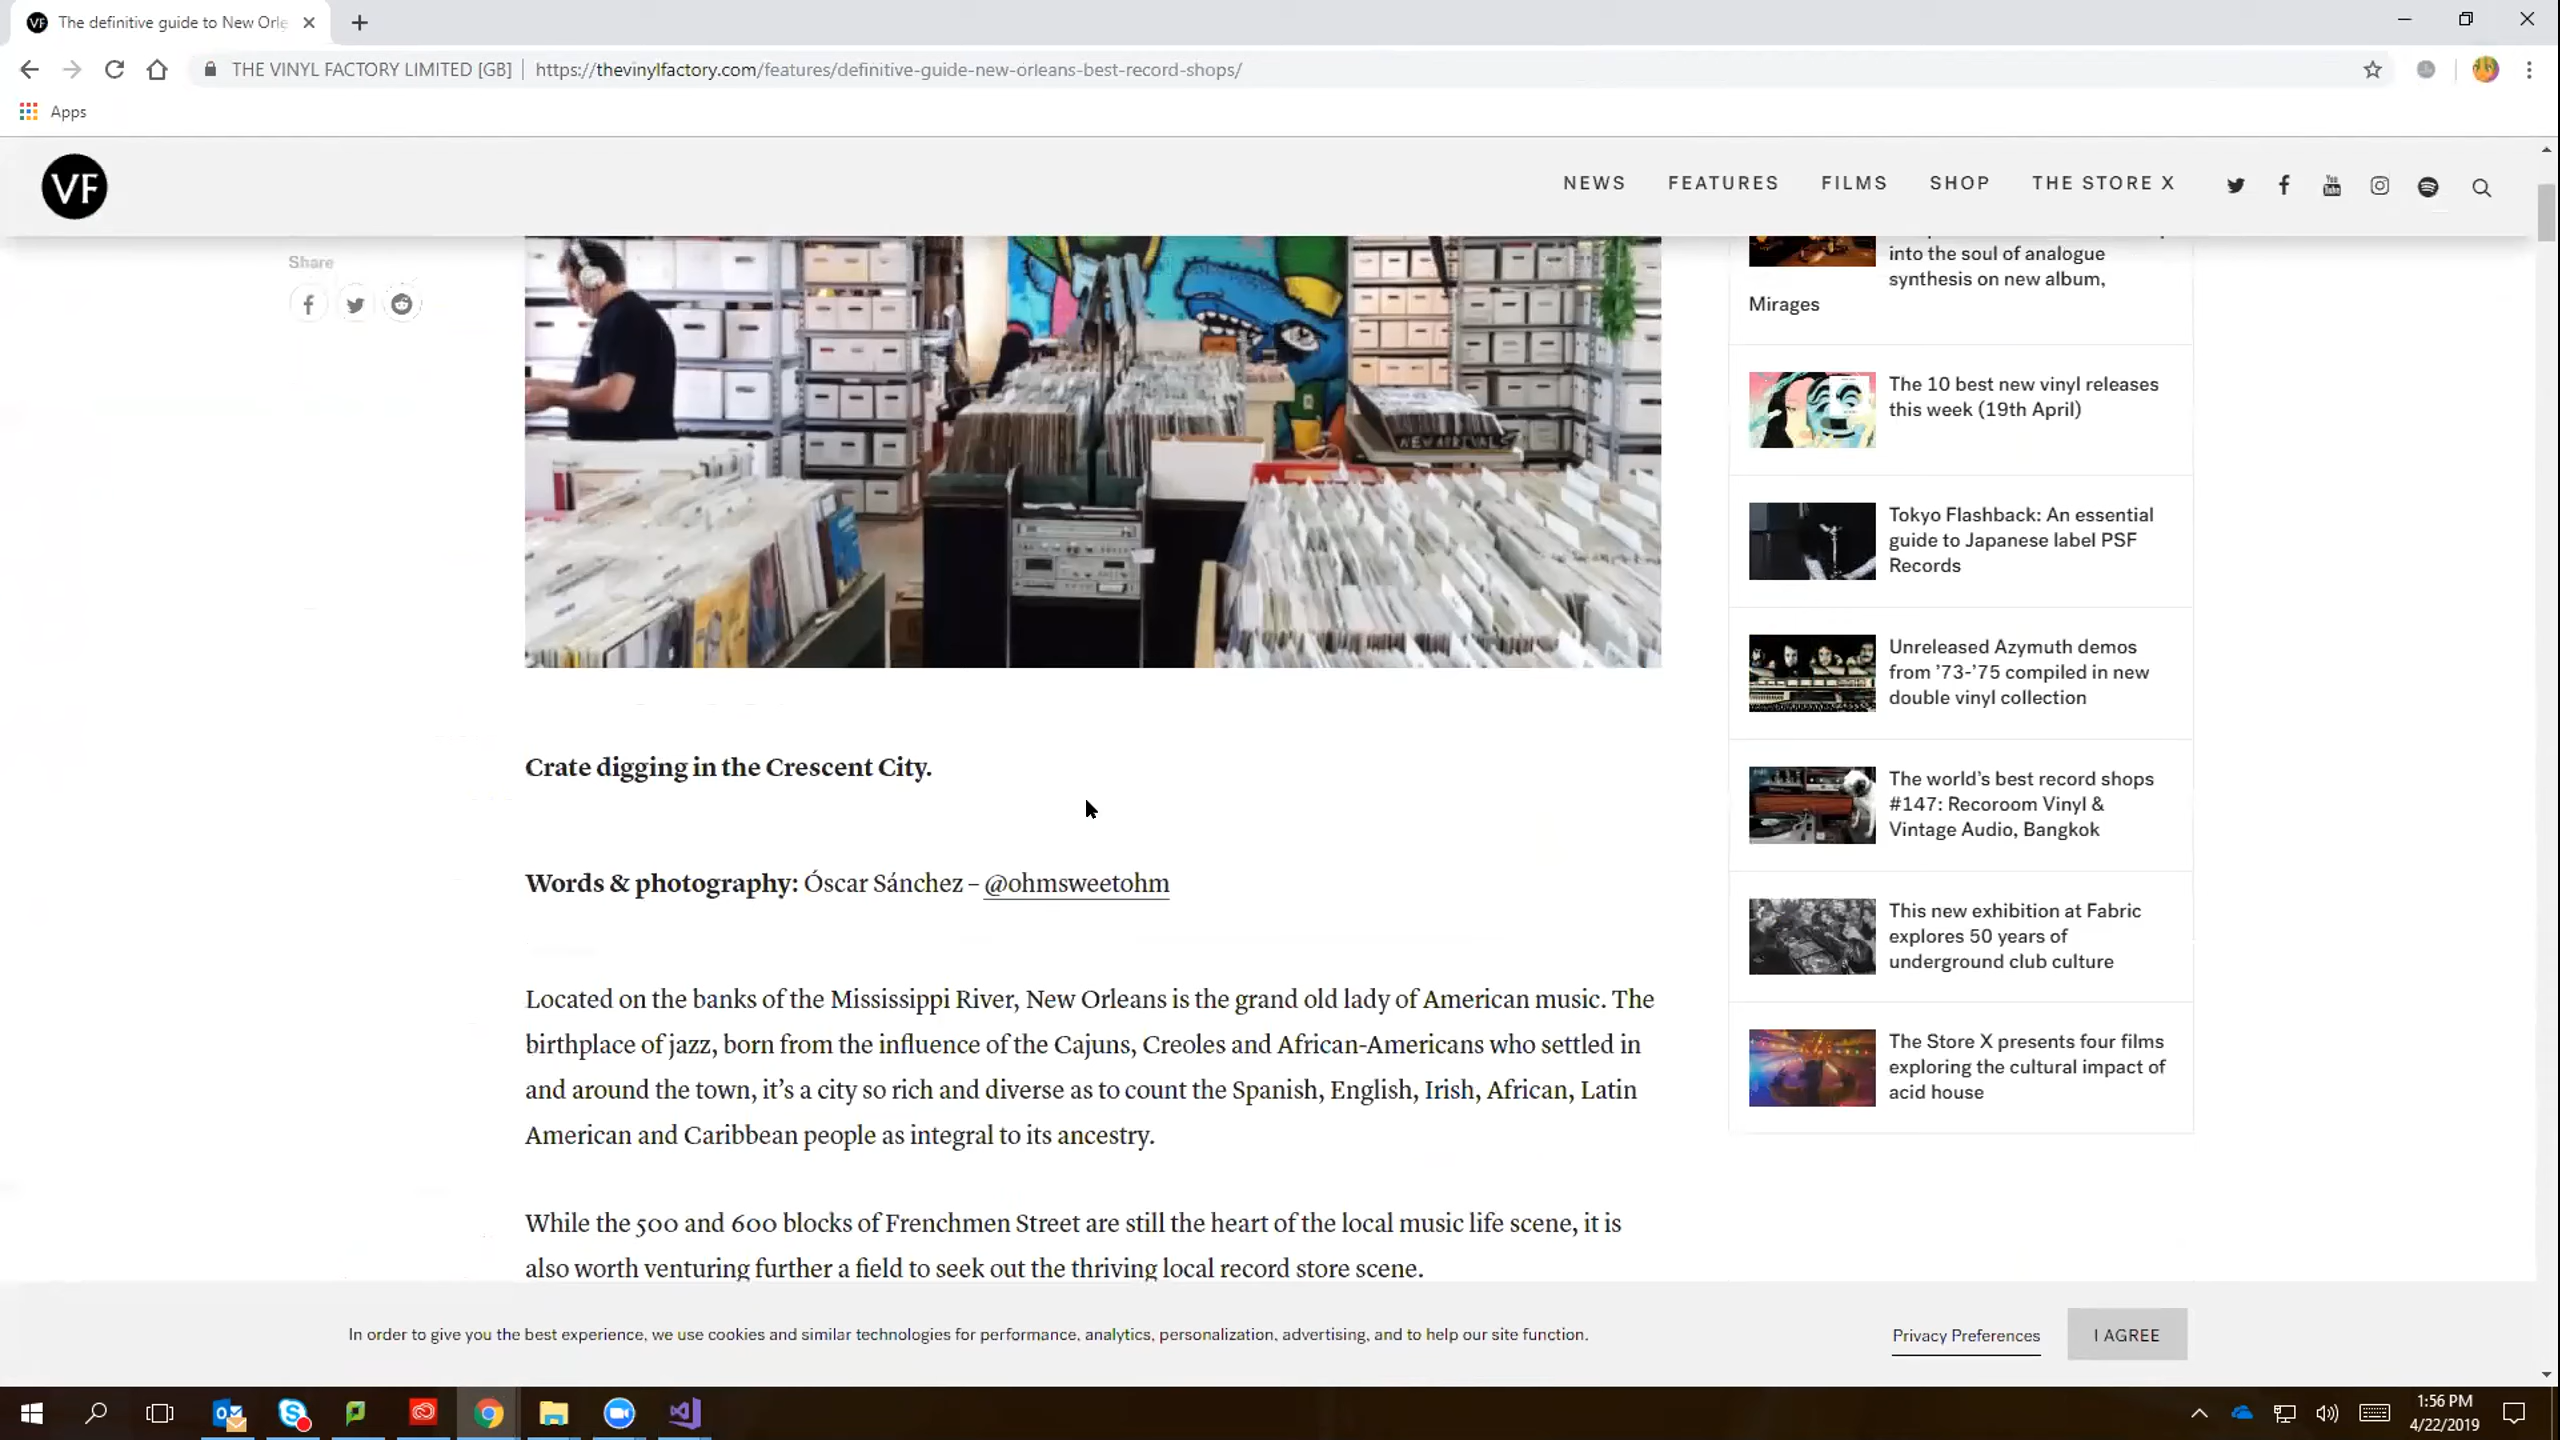 VF
The definitive guide to New Orle
THE VINYL FACTORY LIMITED [GB]
https://thevinylfactory.com/features/definitive-guide-new-orleans-best-record-shops/
Apps
VF
NEWS
FEATURES
FILMS
SHOP
THE STORE X
Share
NEW ARRIVALS
Crate digging in the Crescent City.
Words & photography: Óscar Sánchez – @ohmsweetohm
Located on the banks of the Mississippi River, New Orleans is the grand old lady of American music. The
birthplace of jazz, born from the influence of the Cajuns, Creoles and African-Americans who settled in
and around the town, it’s a city so rich and diverse as to count the Spanish, English, Irish, African, Latin
American and Caribbean people as integral to its ancestry.
While the 500 and 600 blocks of Frenchmen Street are still the heart of the local music life scene, it is
also worth venturing further a field to seek out the thriving local record store scene.
into the soul of analogue
synthesis on new album,
Mirages
The 10 best new vinyl releases
this week (19th April)
Tokyo Flashback: An essential
guide to Japanese label PSF
Records
Unreleased Azymuth demos
from ’73-’75 compiled in new
double vinyl collection
The world’s best record shops
#147: Recoroom Vinyl &
Vintage Audio, Bangkok
This new exhibition at Fabric
explores 50 years of
underground club culture
The Store X presents four films
exploring the cultural impact of
acid house
In order to give you the best experience, we use cookies and similar technologies for performance, analytics, personalization, advertising, and to help our site function.
Privacy Preferences
I AGREE
1:56 PM
4/22/2019